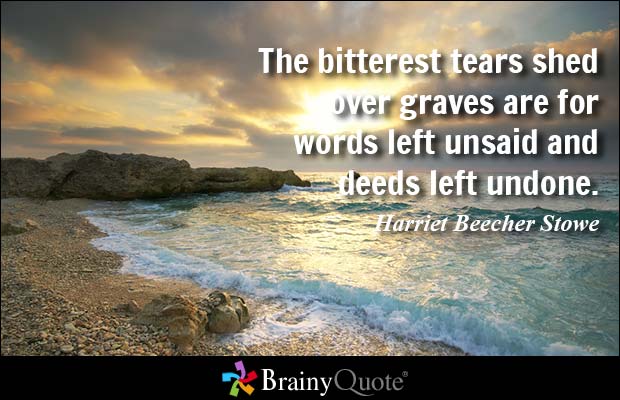 The bitterest tears shed
over graves are for
words left unsaid and
deeds left undone.
Harriet Beecher Stowe
BrainyQuote®